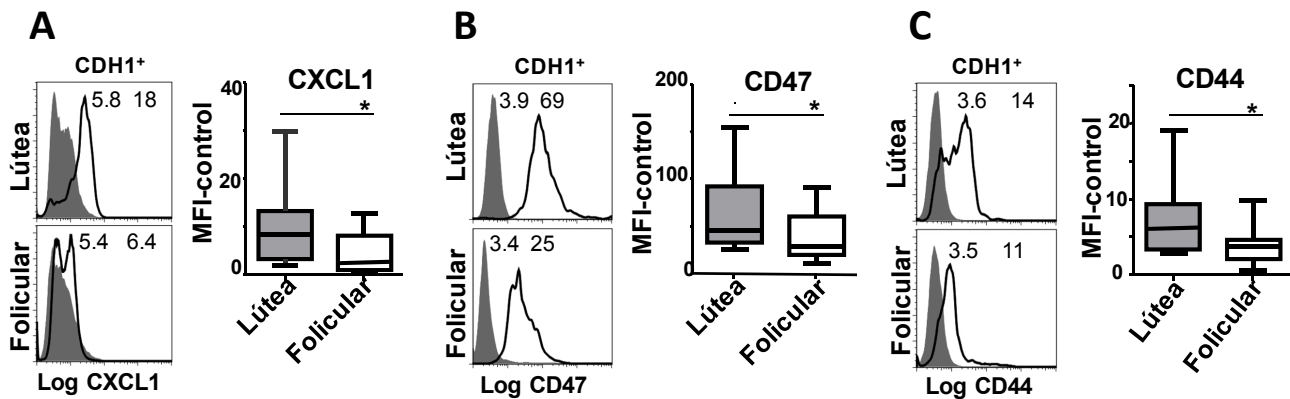 A
CDH1+
5.8 18
Lútea
5.4 6.4
Folicular
Log CXCL1
CXCL1
*
MFI-control
40
20
0
Lútea
Folicular
B
CDH1+
3.9 69
Lútea
3.4 25
Folicular
Log CD47
CD47
*
MFI-control
200
100
0
Lútea
Folicular
C
CDH1+
3.6 14
Lútea
3.5 11
Folicular
Log CD44
CD44
*
MFI-control
20
10
0
Lútea
Folicular